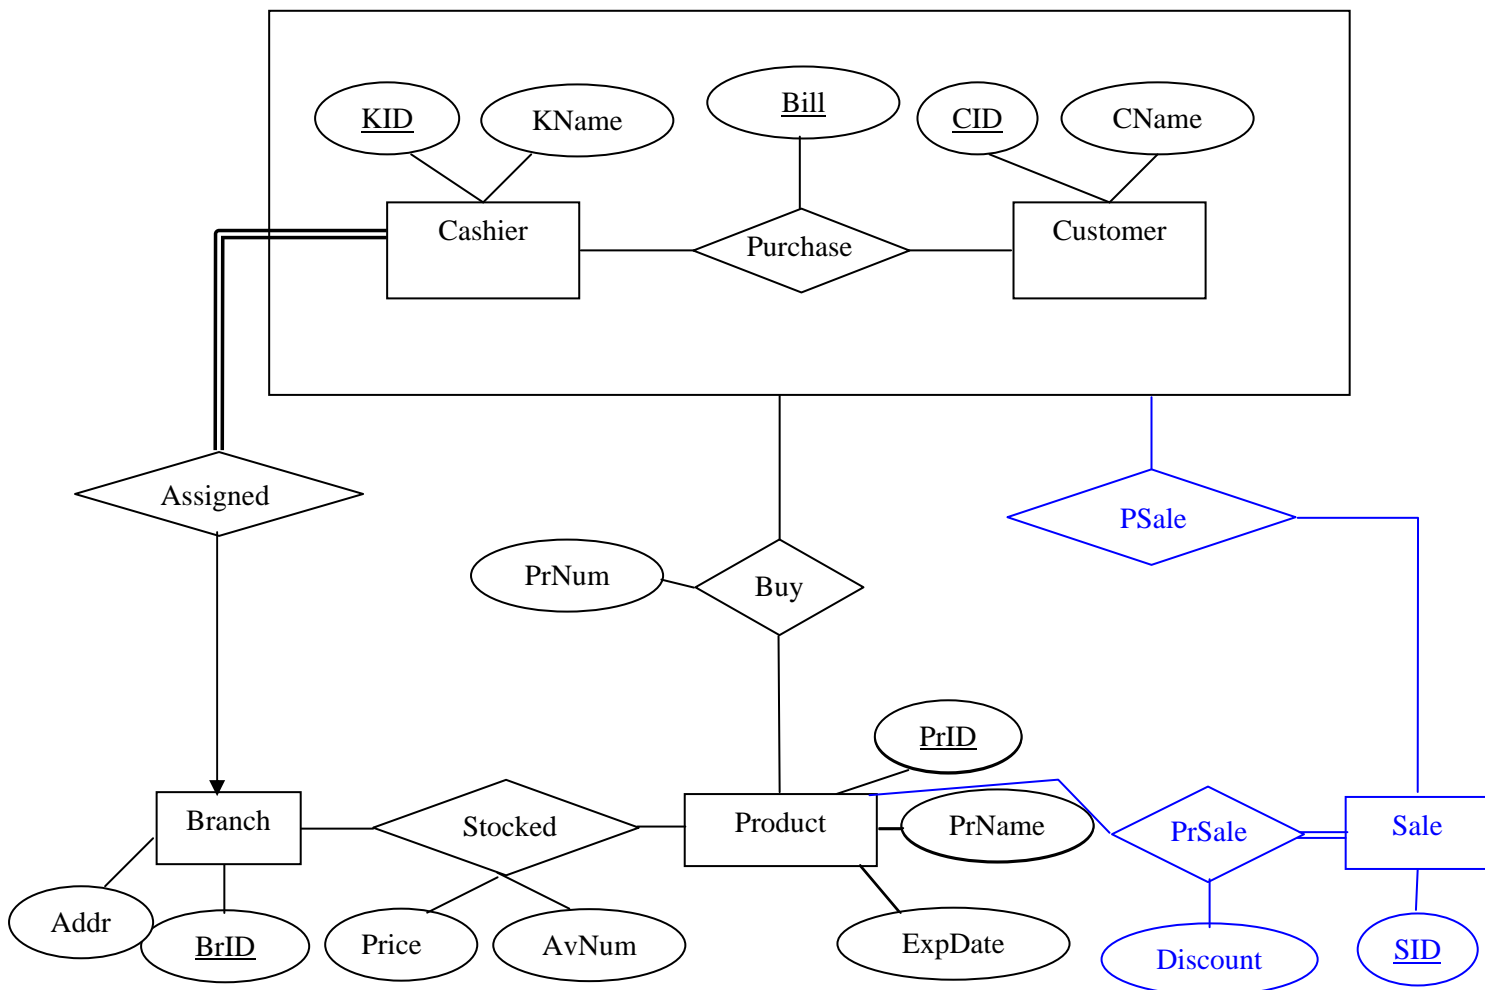 KID
KName
Bill
CID
CName
Cashier
Purchase
Customer
Assigned
PSale
PrNum
Buy
PrID
Branch
Stocked
Product
PrName
PrSale
Sale
Addr
BrID
Price
AvNum
ExpDate
Discount
SID